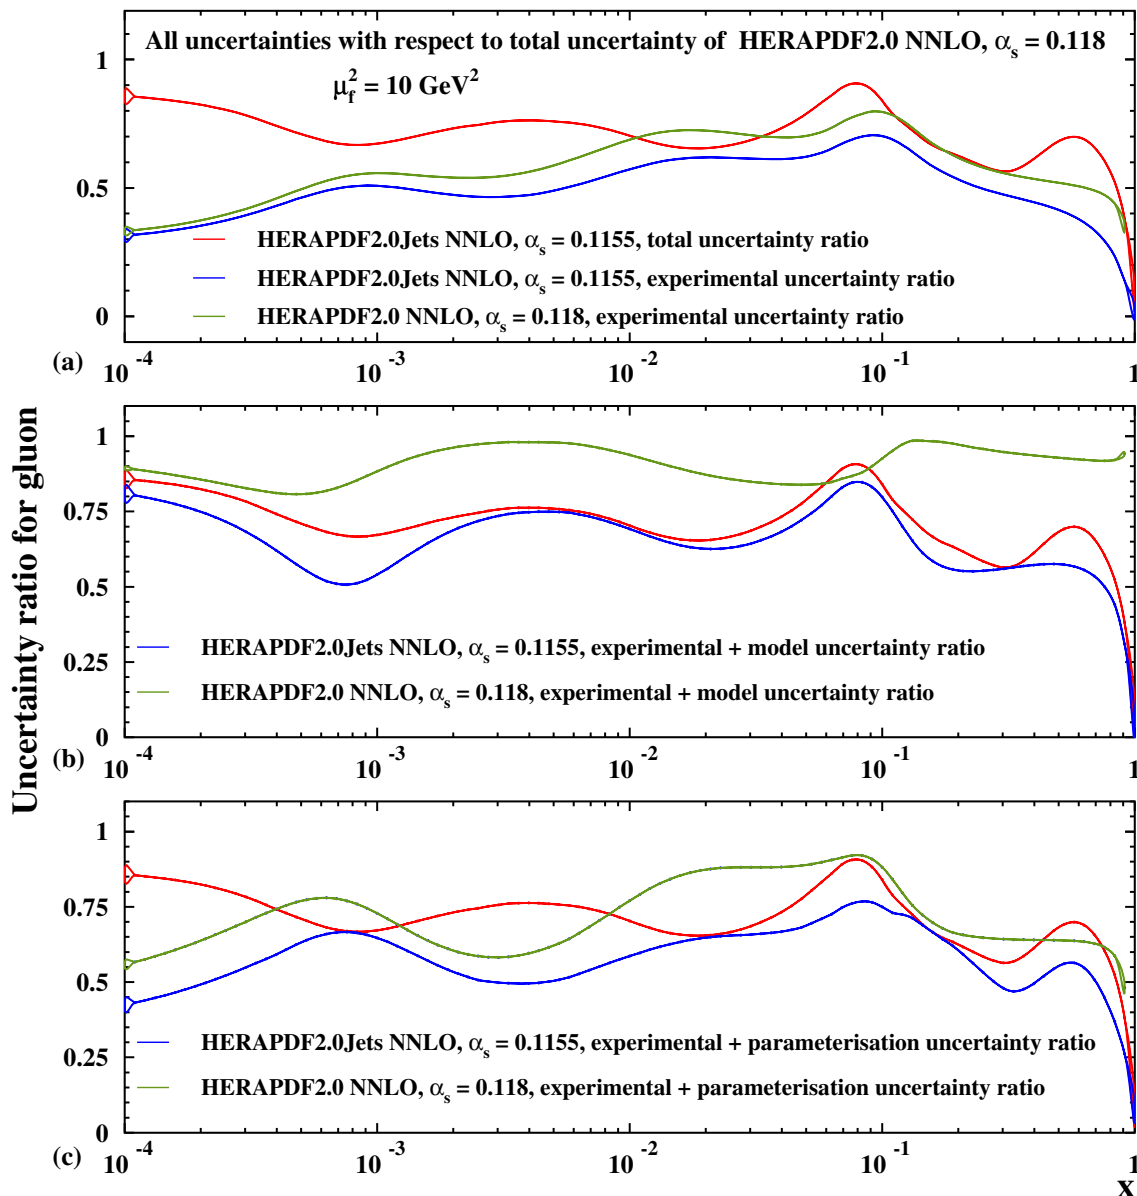 All uncertainties with respect to total uncertainty of HERAPDF2.0 NNLO, αs = 0.118
μf² = 10 GeV²
1
0.5
0
HERAPDF2.0Jets NNLO, αs = 0.1155, total uncertainty ratio
HERAPDF2.0Jets NNLO, αs = 0.1155, experimental uncertainty ratio
HERAPDF2.0 NNLO, αs = 0.118, experimental uncertainty ratio
(a)
10⁻⁴ 10⁻³ 10⁻² 10⁻¹ 1
Uncertainty ratio for gluon
1
0.75
0.5
0.25
0
HERAPDF2.0Jets NNLO, αs = 0.1155, experimental + model uncertainty ratio
HERAPDF2.0 NNLO, αs = 0.118, experimental + model uncertainty ratio
(b)
10⁻⁴ 10⁻³ 10⁻² 10⁻¹ 1
1
0.75
0.5
0.25
0
HERAPDF2.0Jets NNLO, αs = 0.1155, experimental + parameterisation uncertainty ratio
HERAPDF2.0 NNLO, αs = 0.118, experimental + parameterisation uncertainty ratio
(c)
10⁻⁴ 10⁻³ 10⁻² 10⁻¹ 1
x